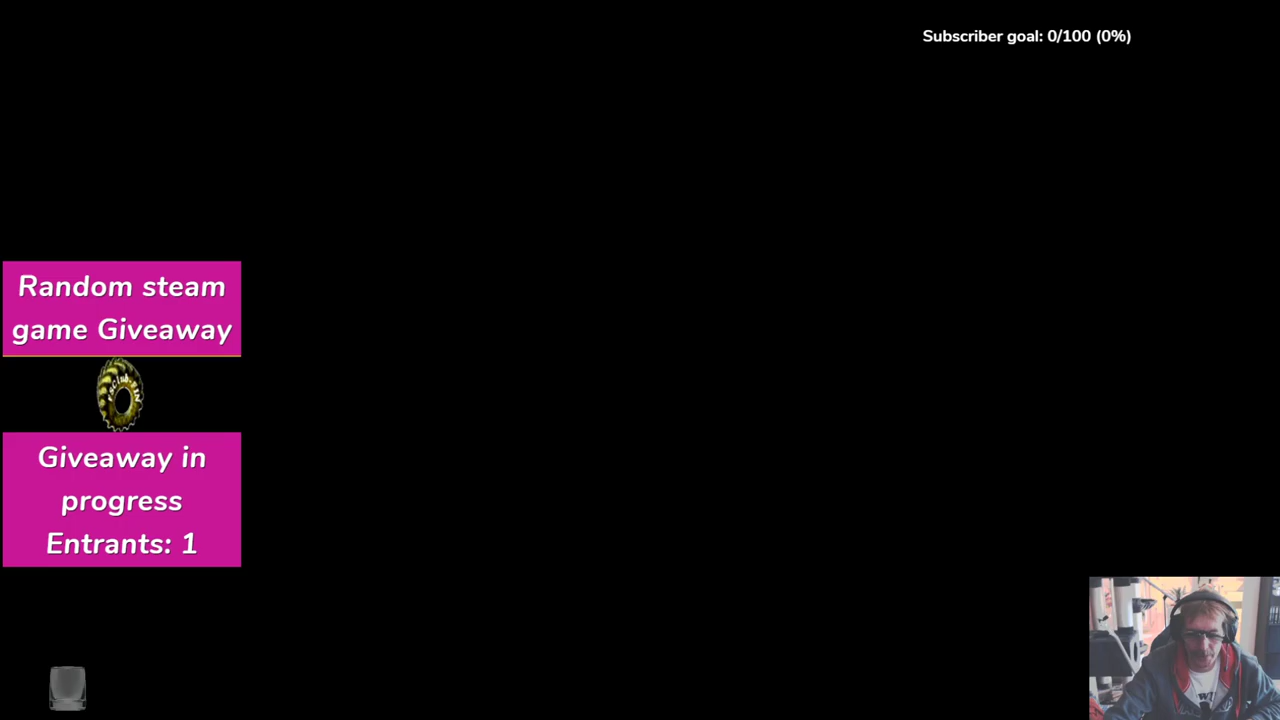 Subscriber goal: 0/100 (0%)
Random steam
game Giveaway
Giveaway in
progress
Entrants: 1